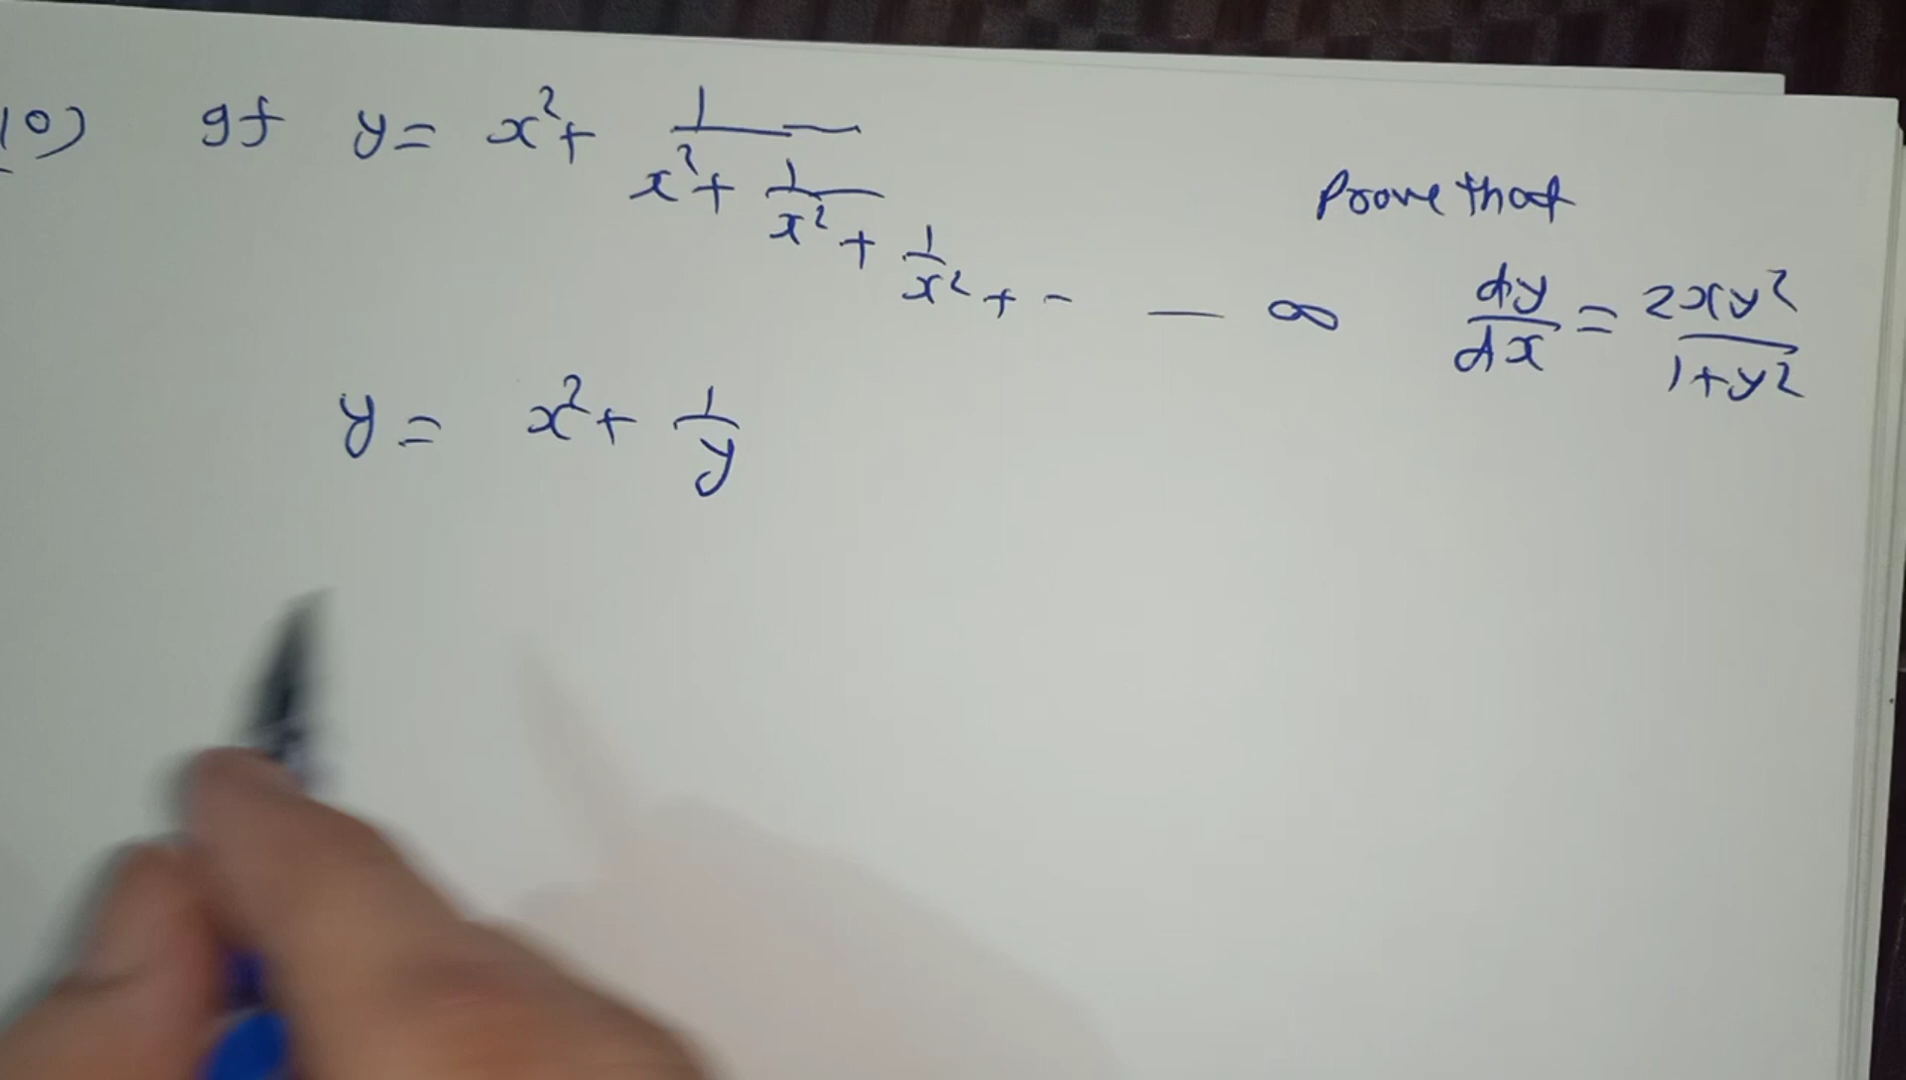 10) If y = x² + 1/(x² + 1/(x² + 1/(x² + - — ∞
Prove that
dy/dx = 2xy²/(1+y²)
y = x² + 1/y